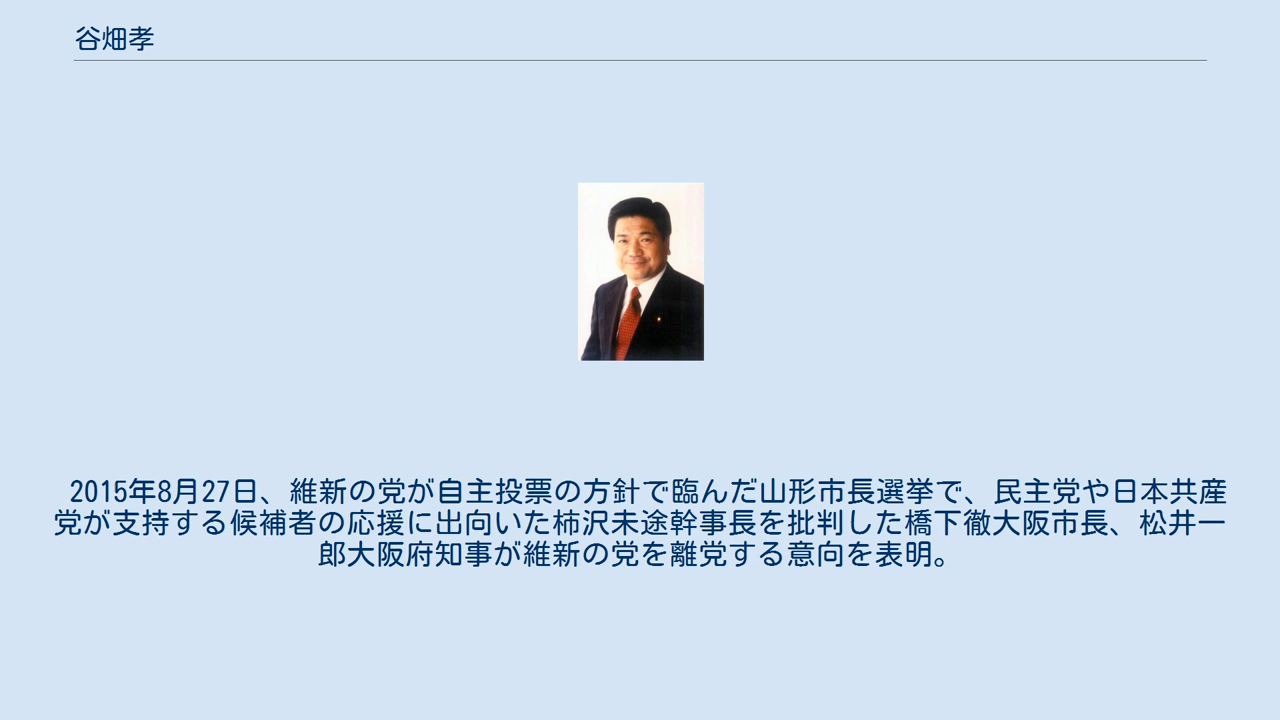 谷畑孝
2015年8月27日、維新の党が自主投票の方針で臨んだ山形市長選挙で、民主党や日本共産
党が支持する候補者の応援に出向いた柿沢未途幹事長を批判した橋下徹大阪市長、松井一
郎大阪府知事が維新の党を離党する意向を表明。